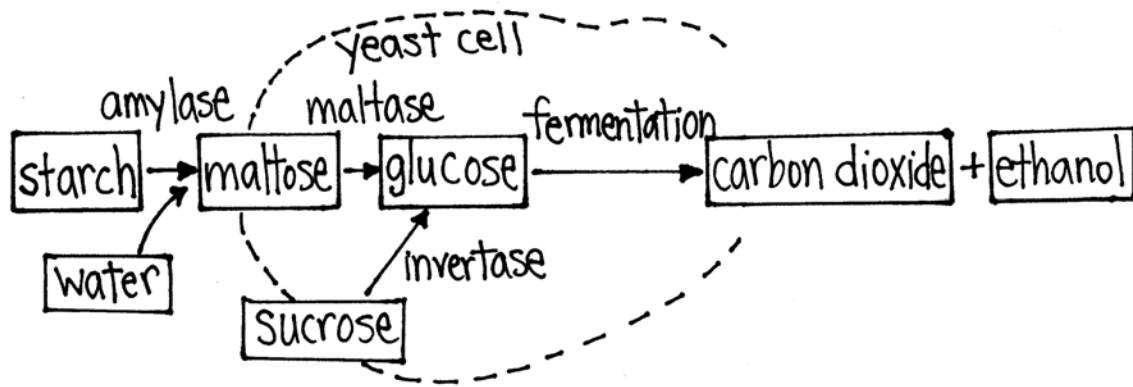 yeast cell
amylase
maltase
fermentation
starch
maltose
glucose
carbon dioxide + ethanol
water
invertase
sucrose